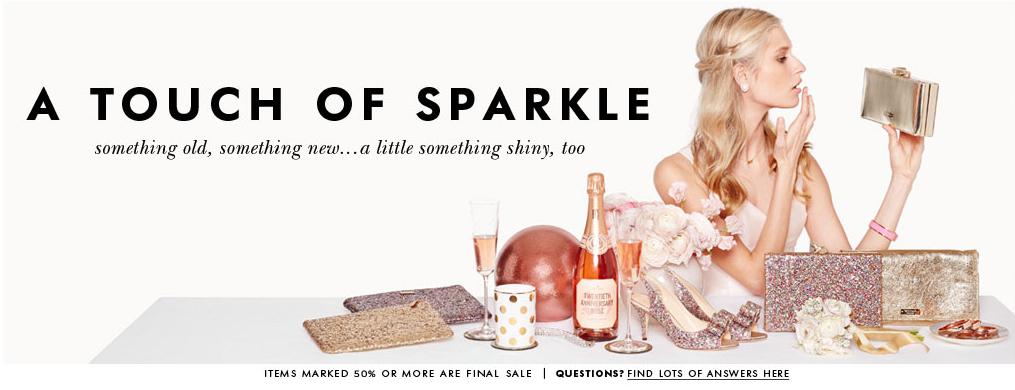 A TOUCH OF SPARKLE
something old, something new...a little something shiny, too
TWENTIETH
ANNIVERSARY
ITEMS MARKED 50% OR MORE ARE FINAL SALE | QUESTIONS? FIND LOTS OF ANSWERS HERE